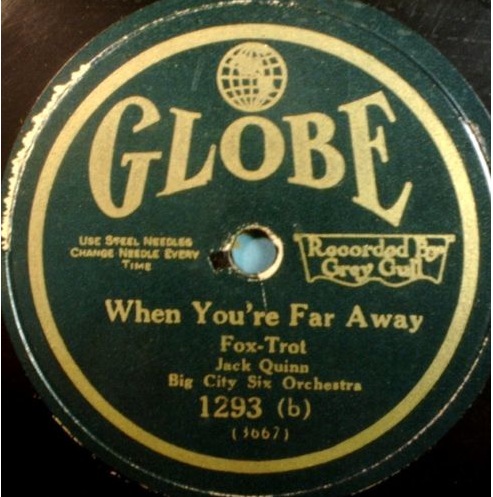 GLOBE
USE STEEL NEEDLES
CHANGE NEEDLE EVERY
TIME
Recorded By
Grey Gull
When You're Far Away
Fox-Trot
Jack Quinn
Big City Six Orchestra
1293 (b)
(3667)